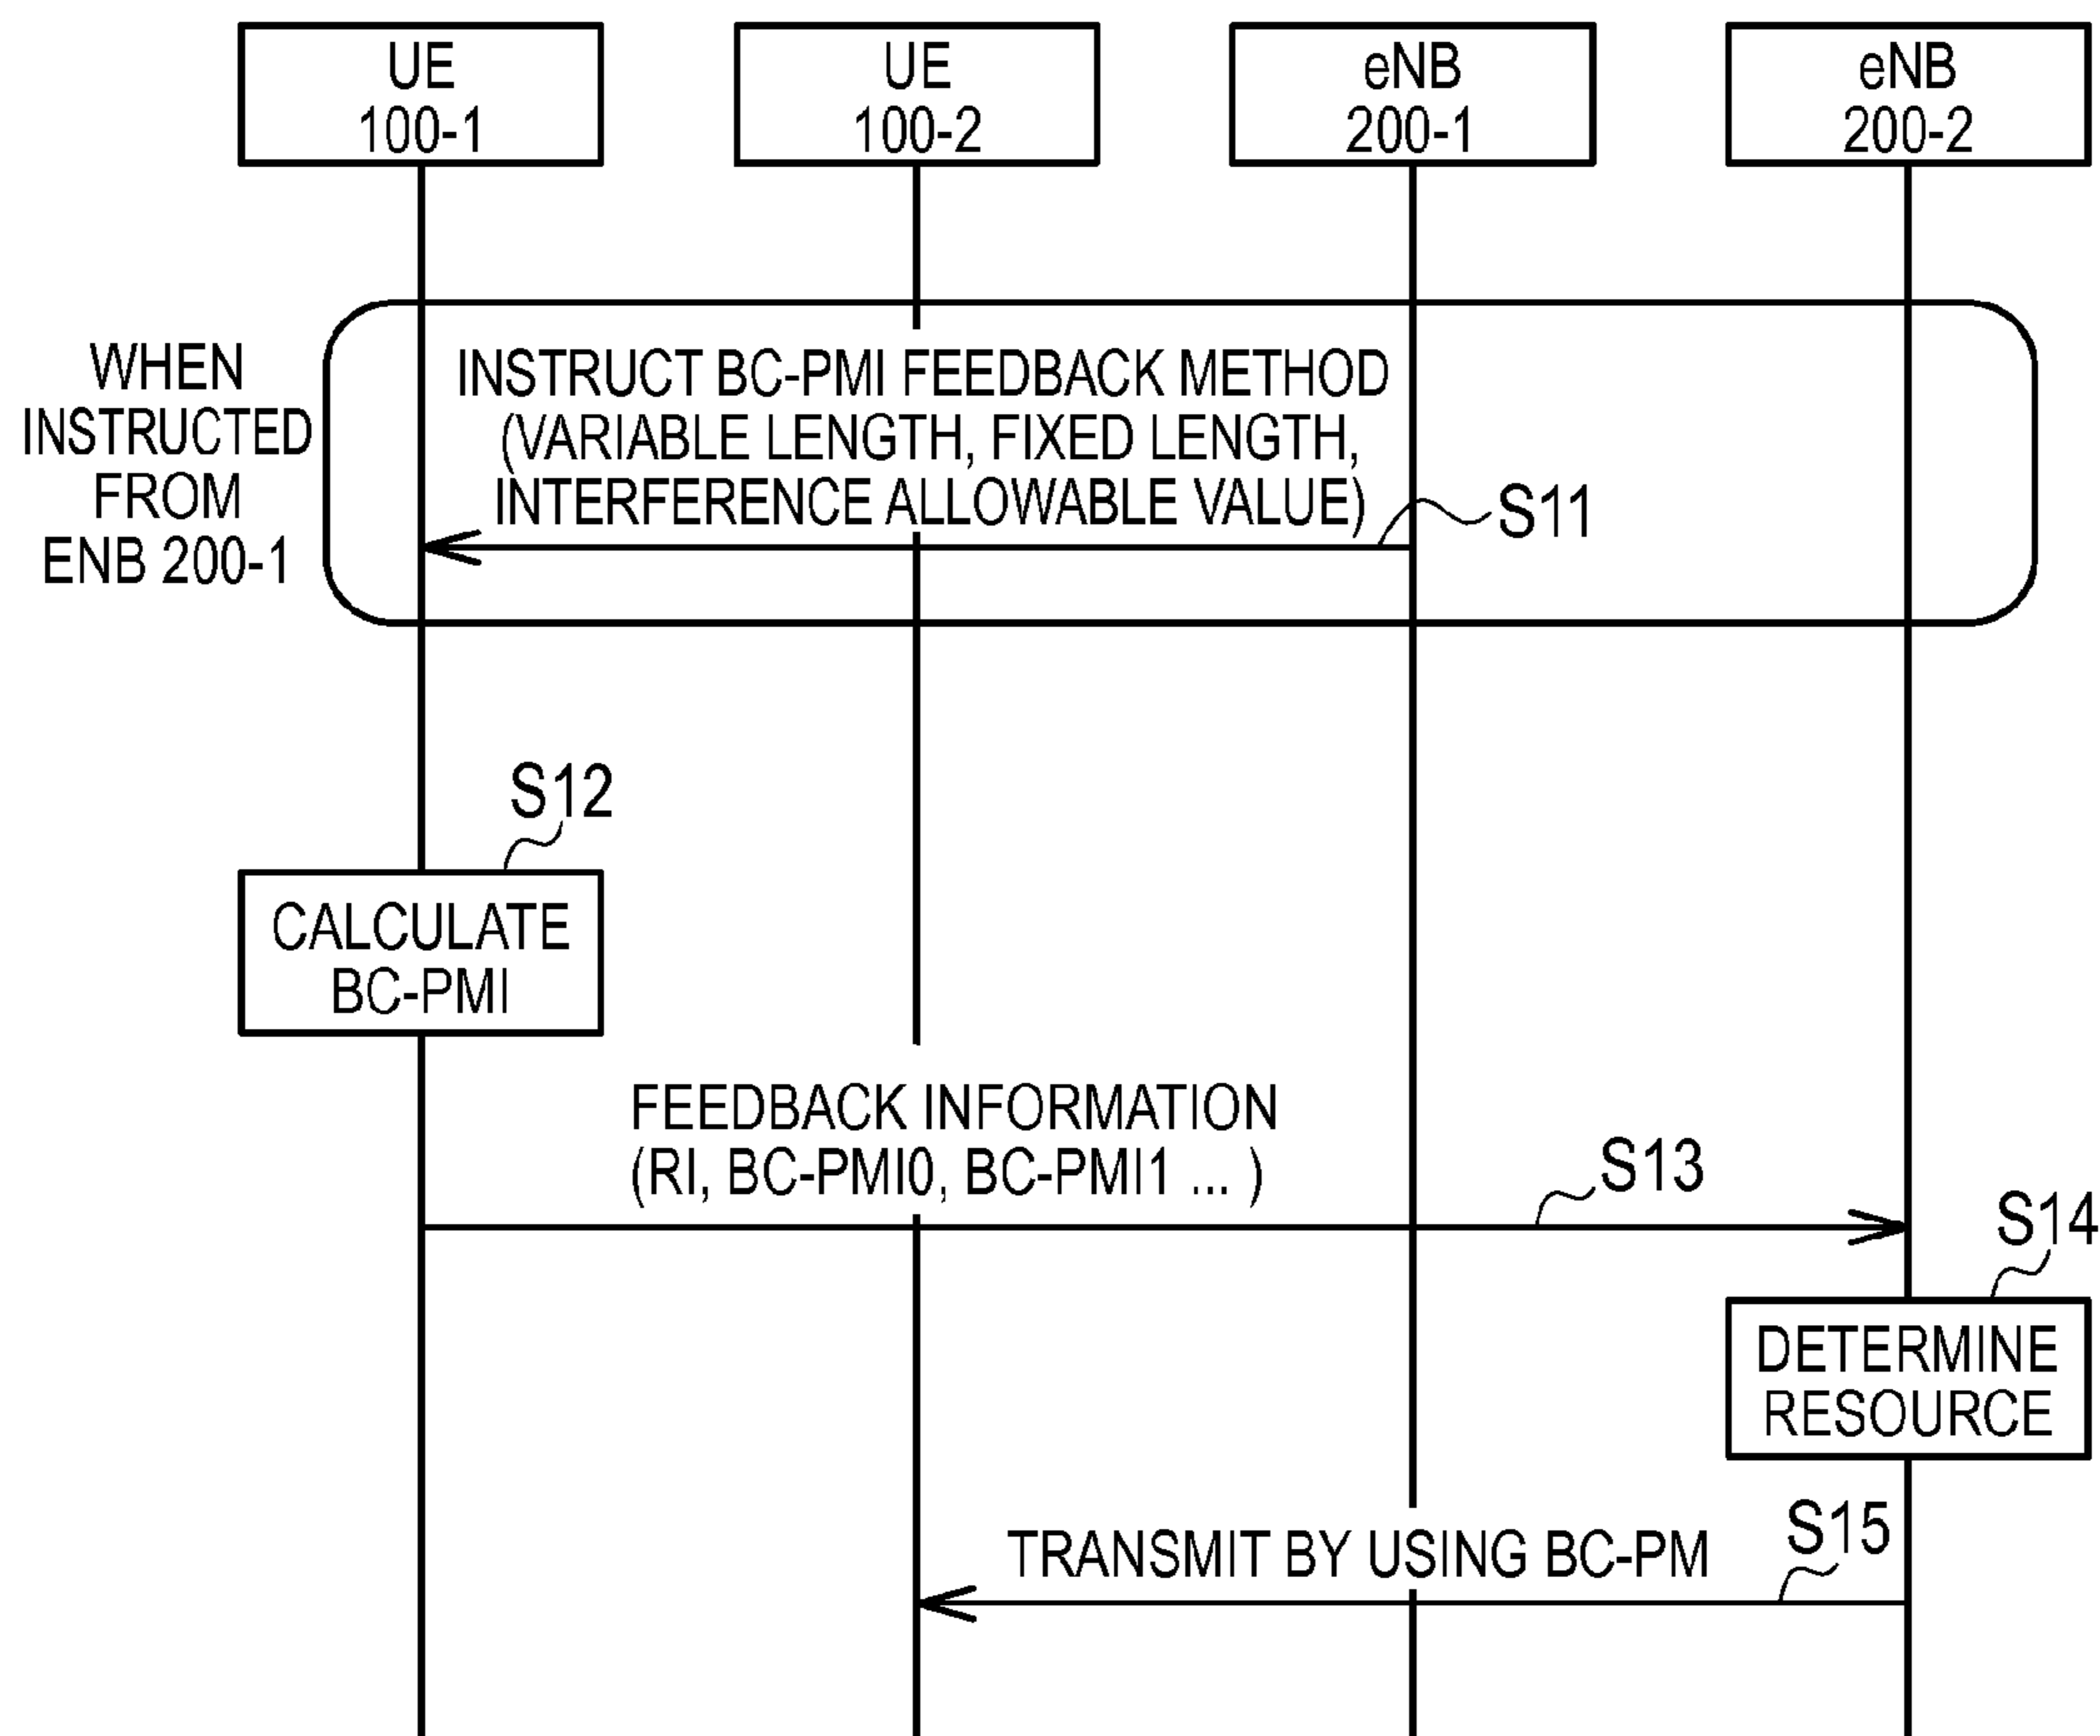 UE
100-1
UE
100-2
eNB
200-1
eNB
200-2
WHEN
INSTRUCTED
FROM
ENB 200-1
INSTRUCT BC-PMI FEEDBACK METHOD
(VARIABLE LENGTH, FIXED LENGTH,
INTERFERENCE ALLOWABLE VALUE)
S11
S12
CALCULATE
BC-PMI
FEEDBACK INFORMATION
(RI, BC-PMI0, BC-PMI1 ... )
S13
S14
DETERMINE
RESOURCE
S15
TRANSMIT BY USING BC-PM